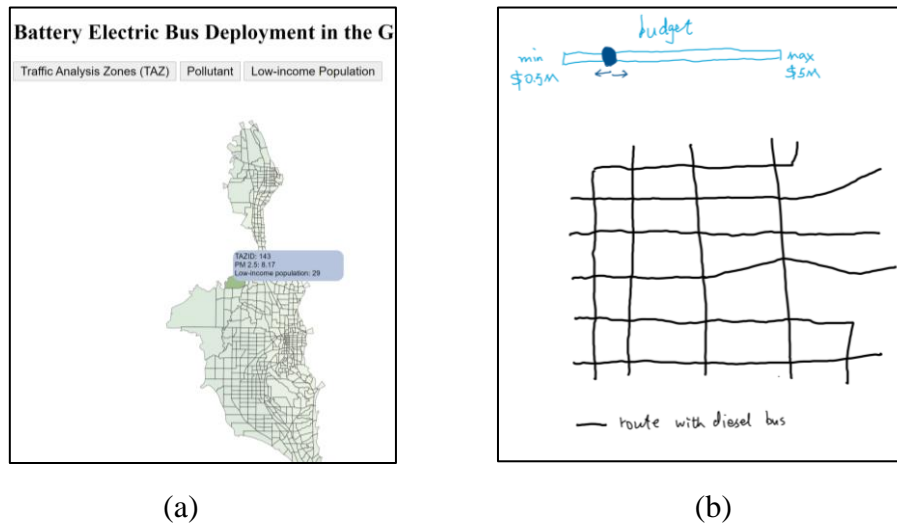 Battery Electric Bus Deployment in the G
Traffic Analysis Zones (TAZ) Pollutant Low-income Population
TAZID: 143
PM 2.5: 8.17
Low-income population: 29
(a)
budget
min
$0.5M
max
$5M
route with diesel bus
(b)